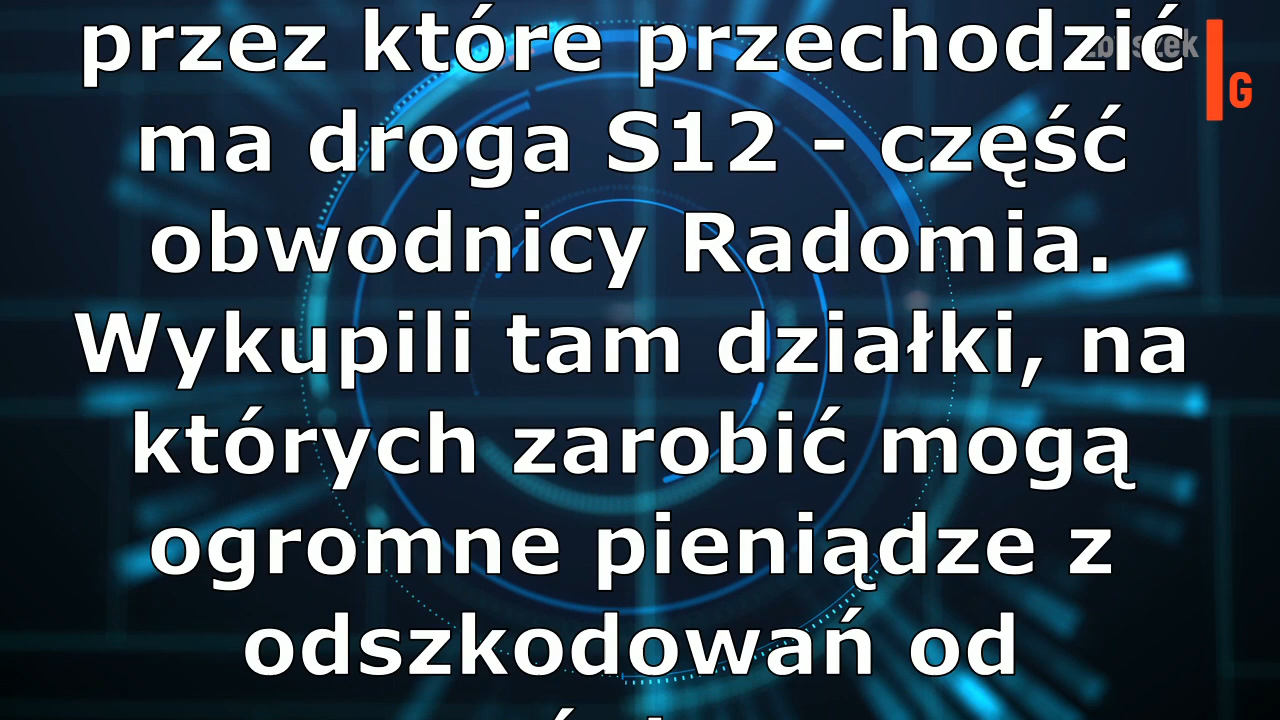 przez które przechodzić
ma droga S12 - część
obwodnicy Radomia.
Wykupili tam działki, na
których zarobić mogą
ogromne pieniądze z
odszkodowań od
G